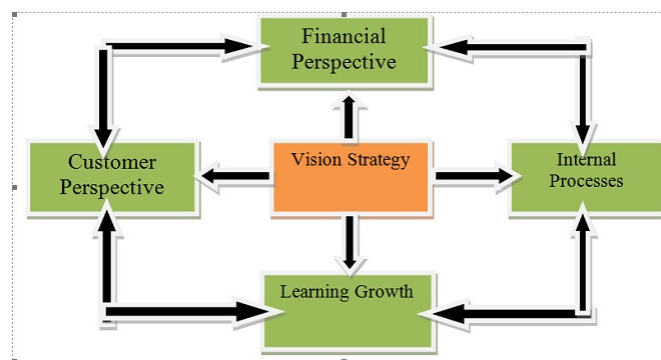 Financial
Perspective
Customer
Perspective
Vision Strategy
Internal
Processes
Learning Growth